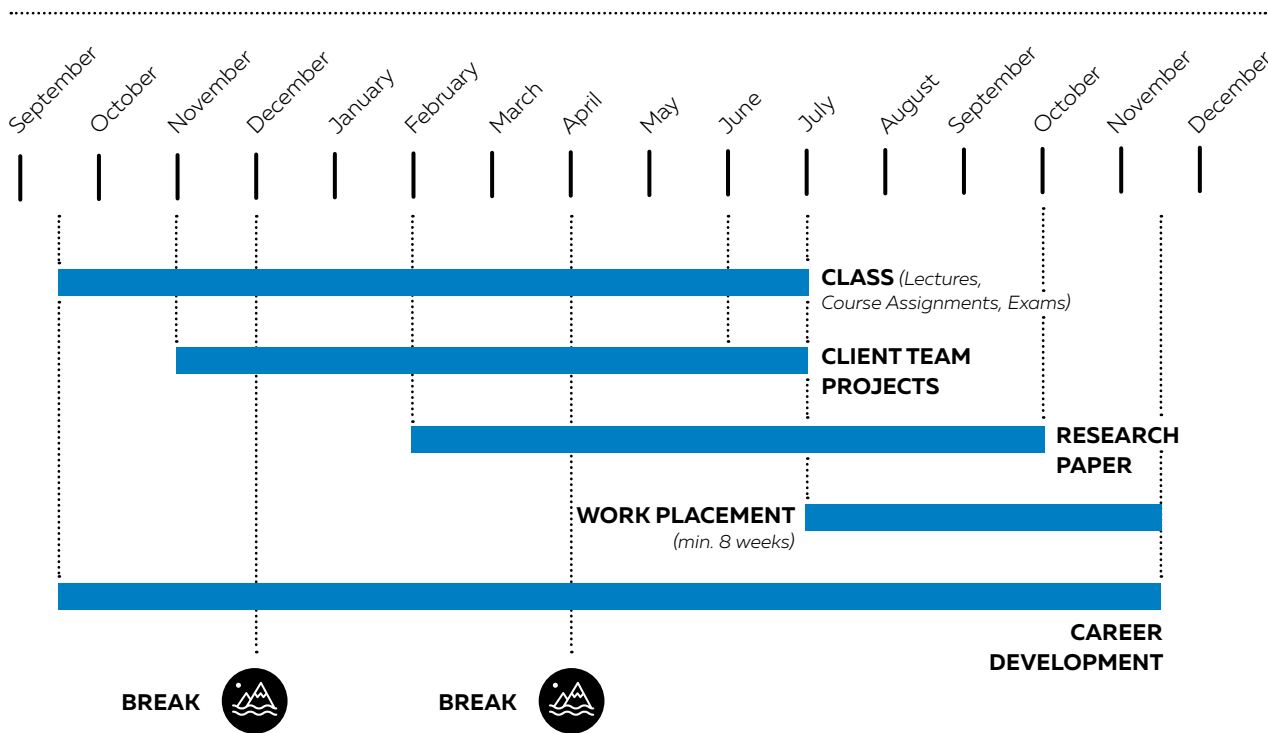 September
October
November
December
January
February
March
April
May
June
July
August
September
October
November
December
CLASS (Lectures,
Course Assignments, Exams)
CLIENT TEAM
PROJECTS
RESEARCH
PAPER
WORK PLACEMENT
(min. 8 weeks)
CAREER
DEVELOPMENT
BREAK
BREAK